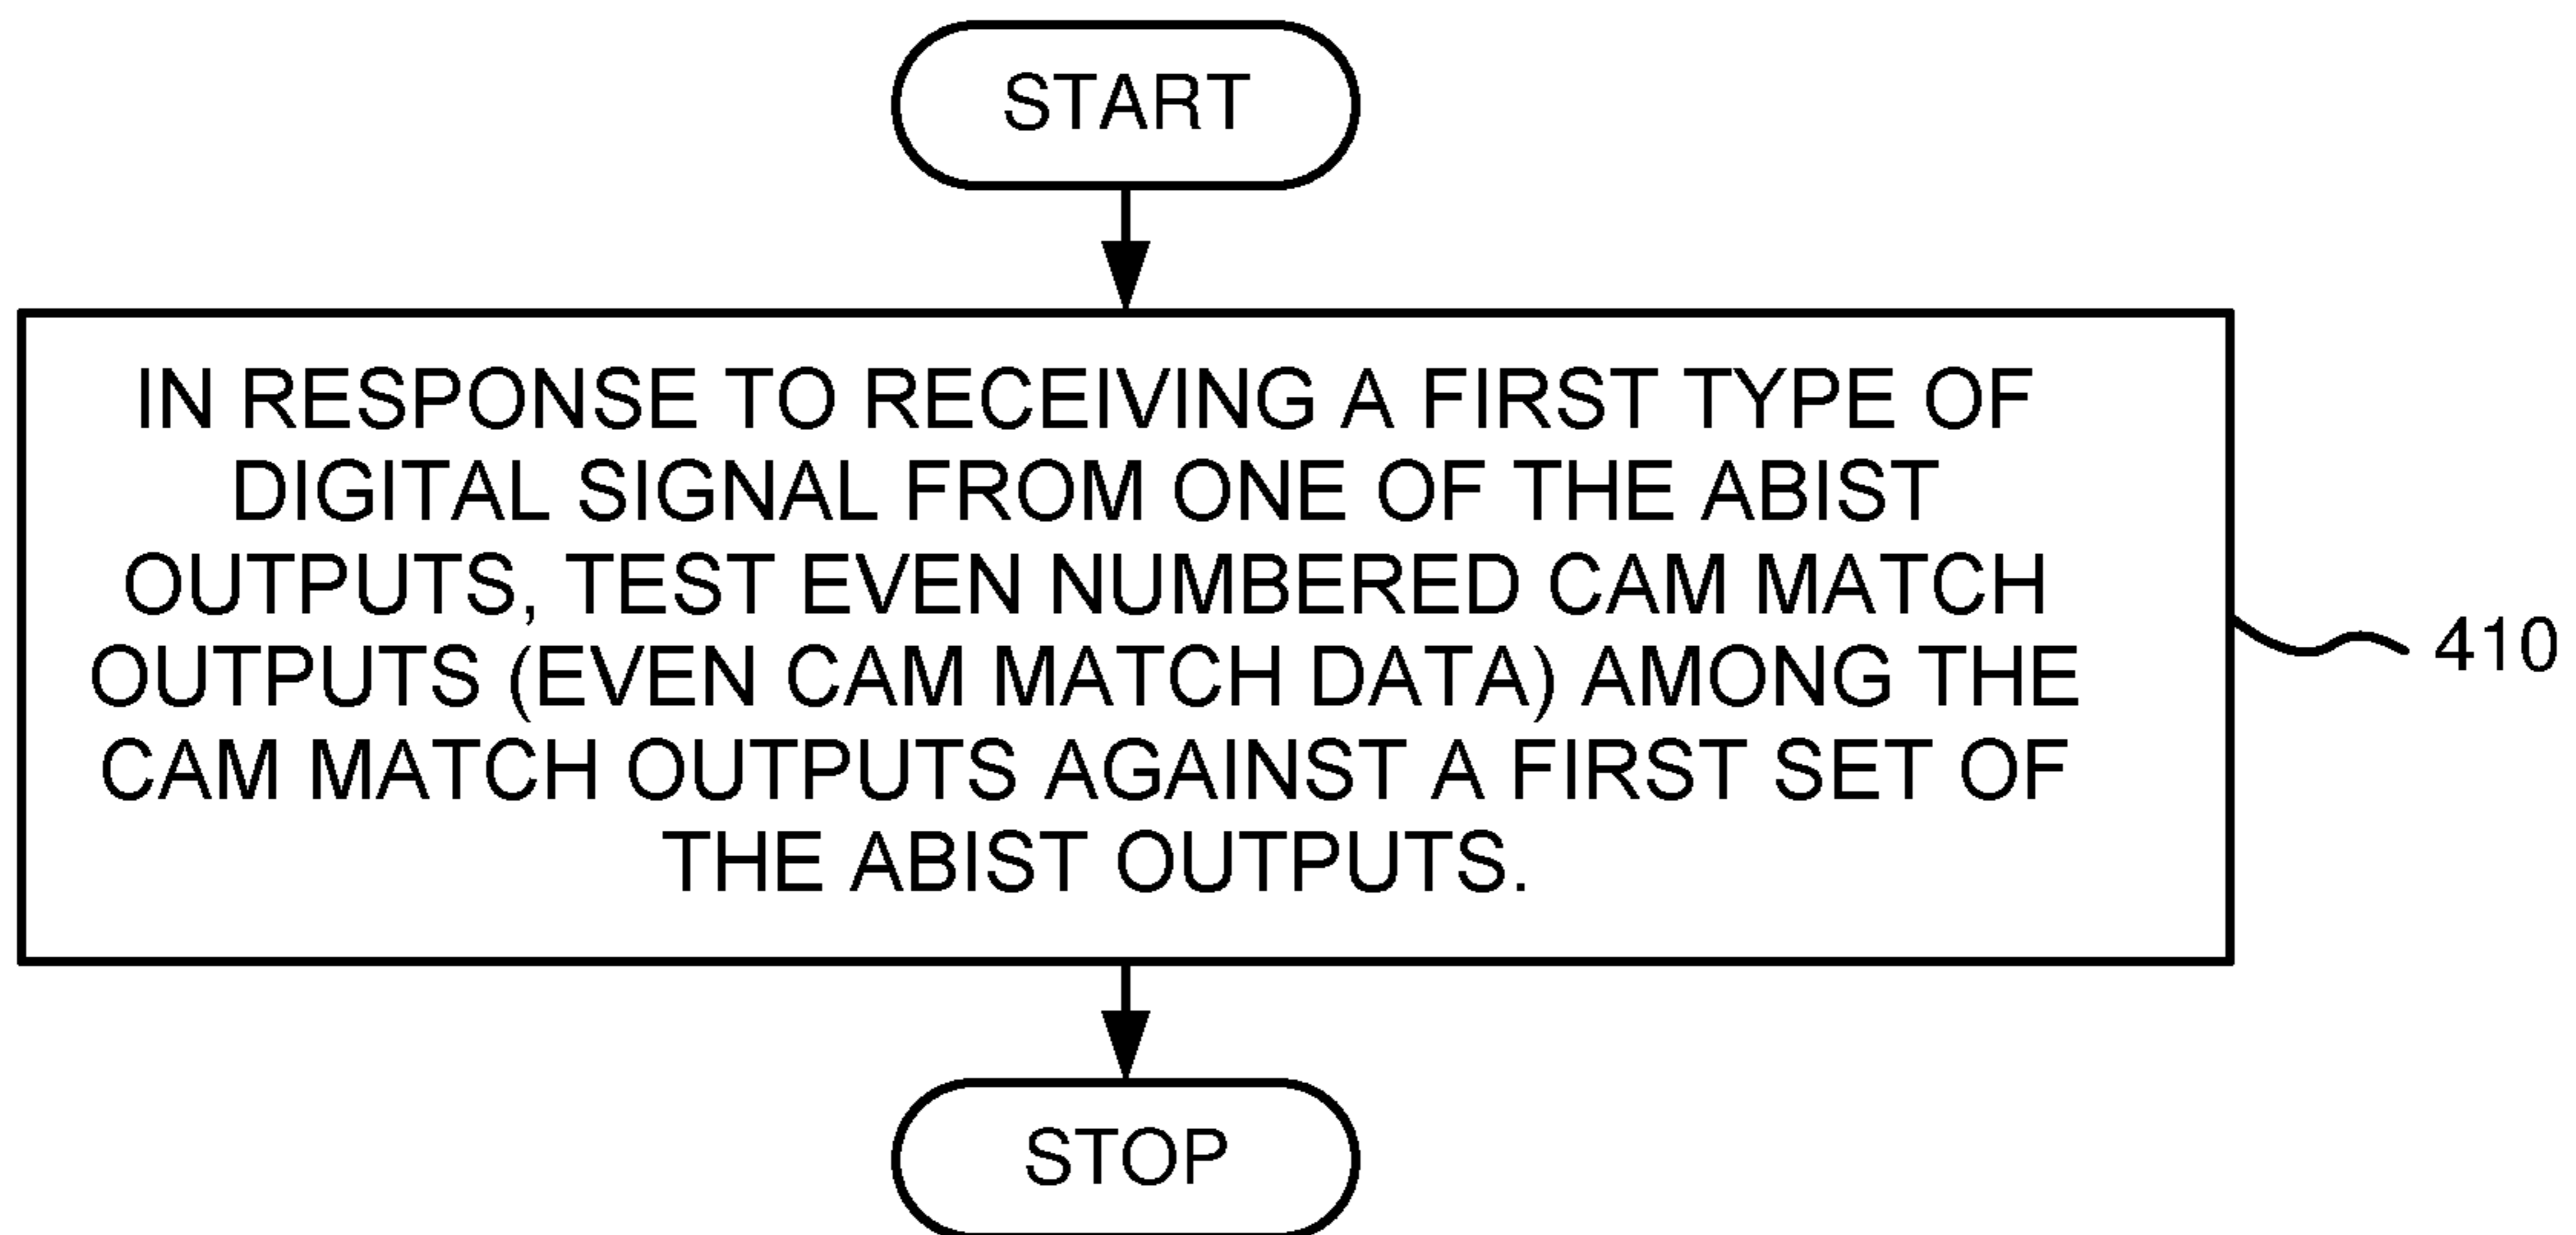 START
IN RESPONSE TO RECEIVING A FIRST TYPE OF
DIGITAL SIGNAL FROM ONE OF THE ABIST
OUTPUTS, TEST EVEN NUMBERED CAM MATCH
OUTPUTS (EVEN CAM MATCH DATA) AMONG THE
CAM MATCH OUTPUTS AGAINST A FIRST SET OF
THE ABIST OUTPUTS.
410
STOP